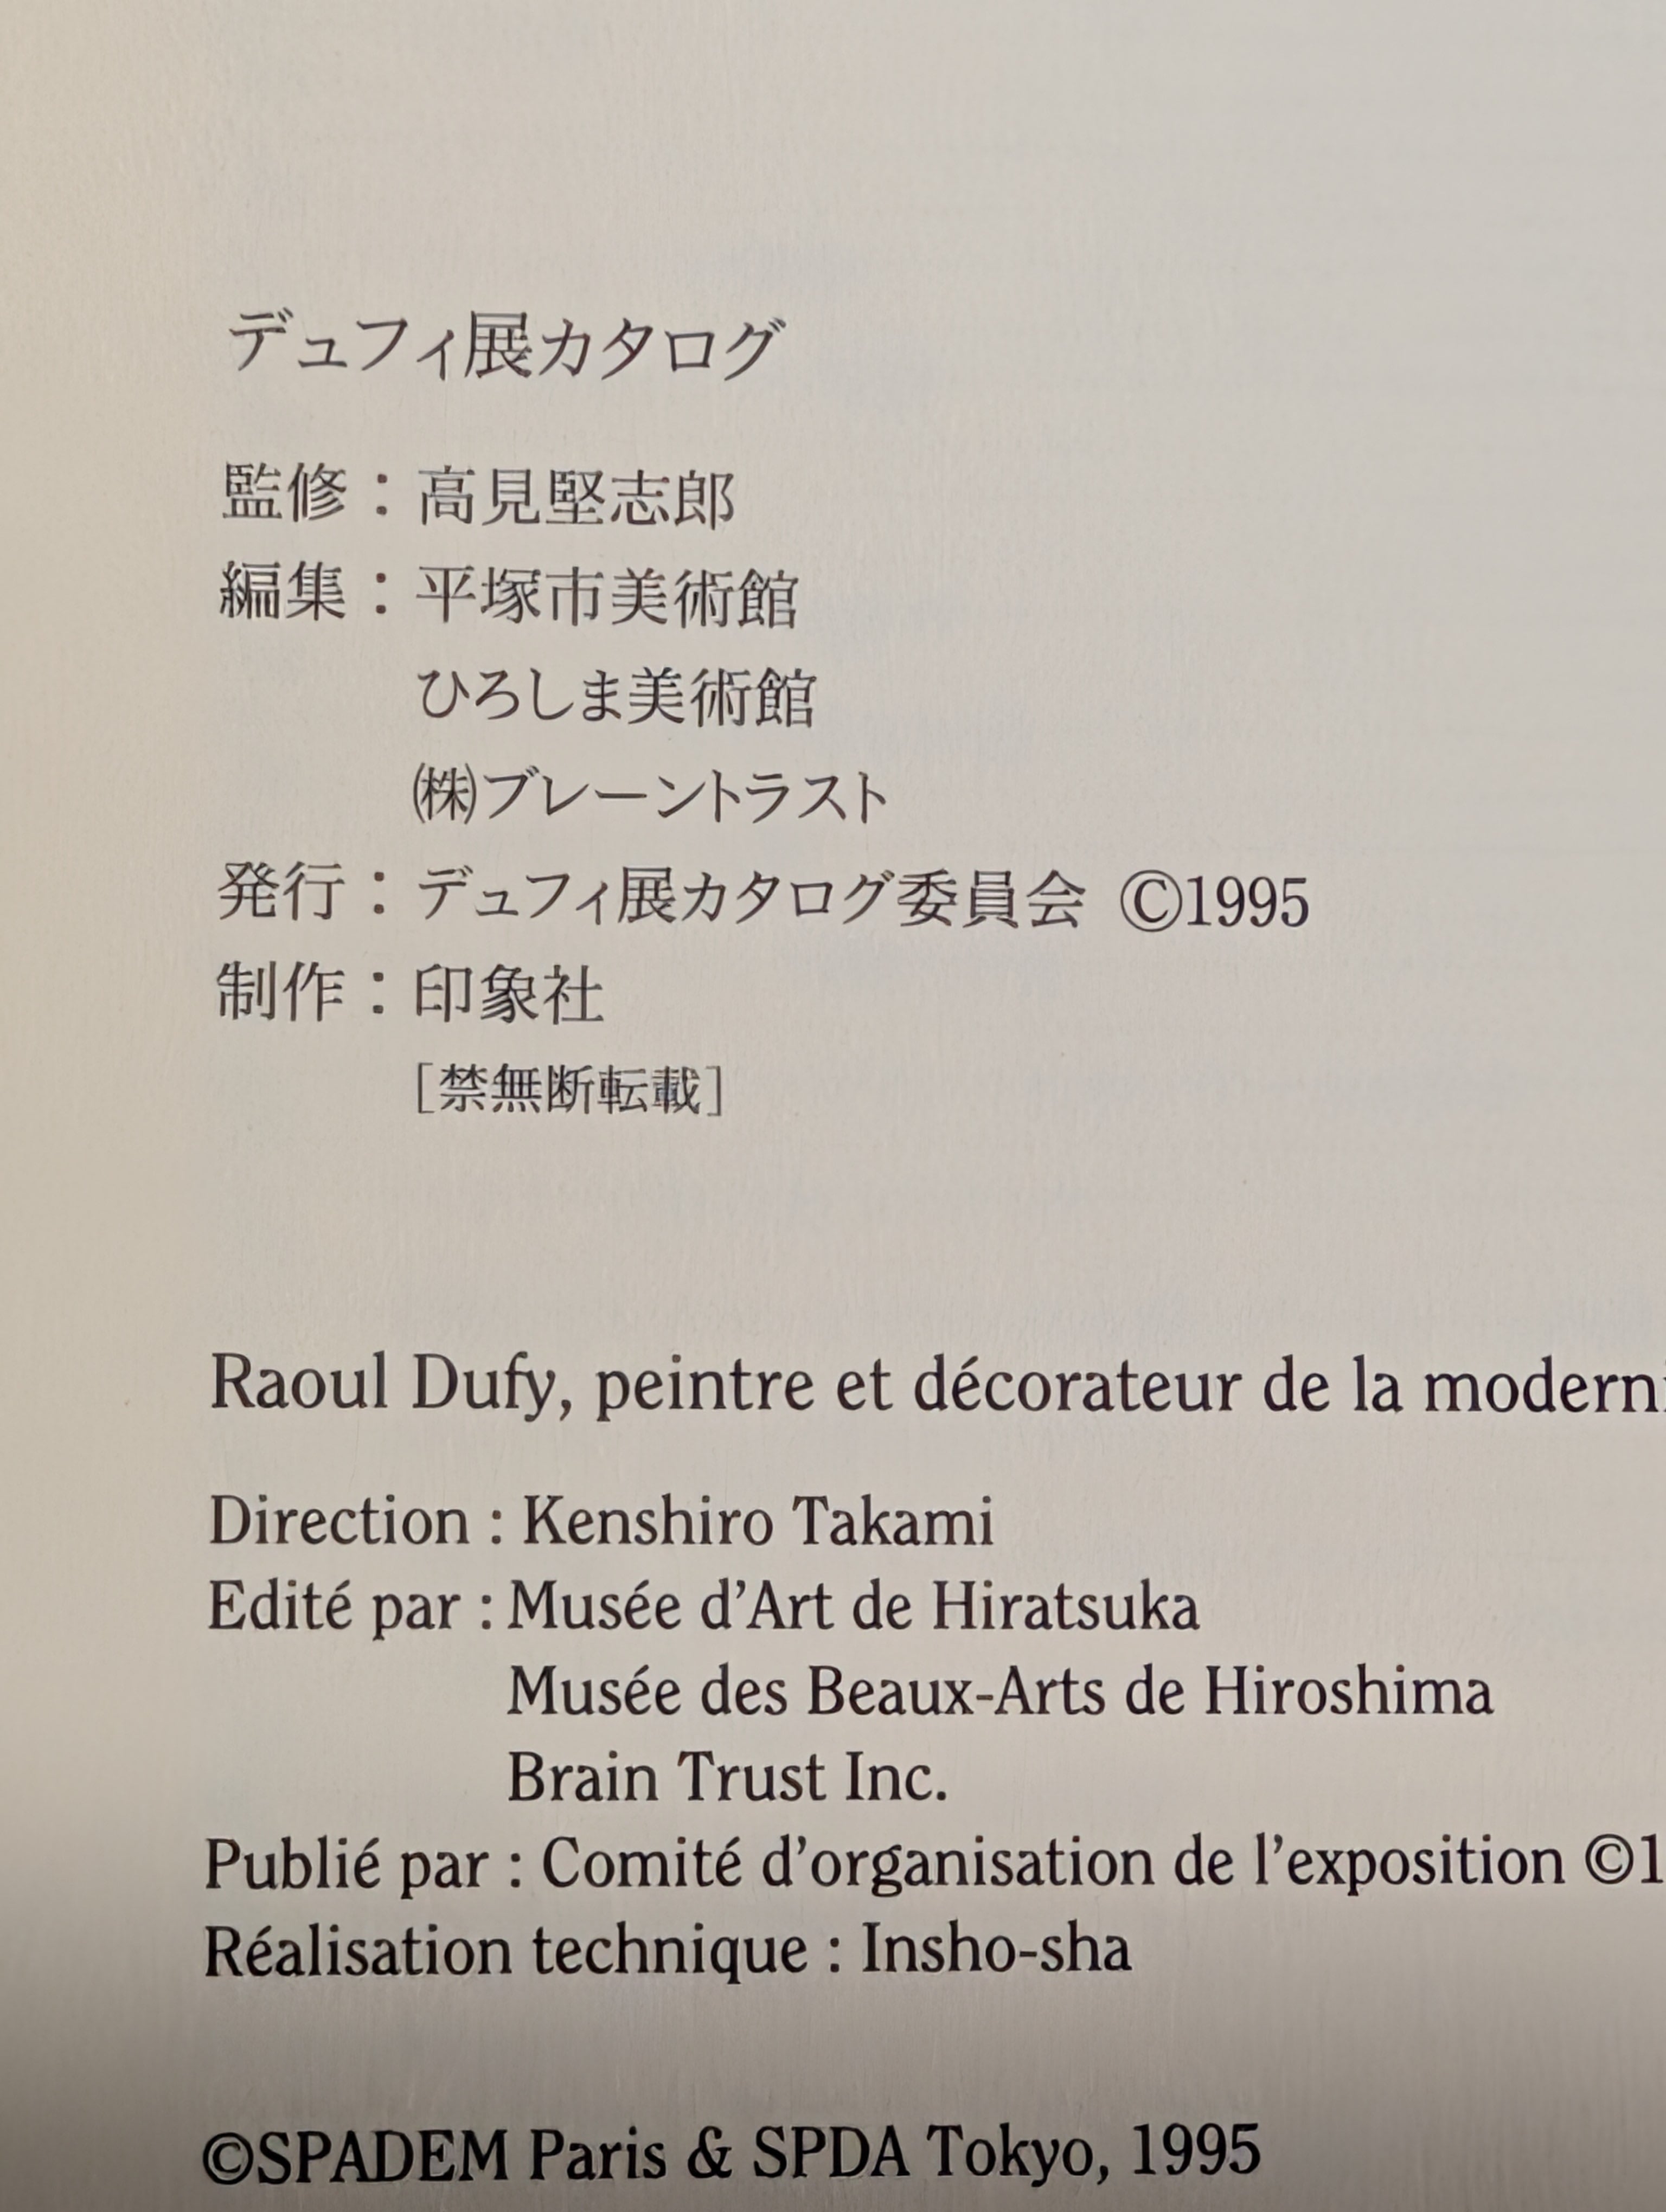 デュフィ展カタログ
監修：高見堅志郎
編集：平塚市美術館
ひろしま美術館
㈱ブレーントラスト
発行：デュフィ展カタログ委員会 ©1995
制作：印象社
［禁無断転載］
Raoul Dufy, peintre et décorateur de la moderni
Direction : Kenshiro Takami
Edité par : Musée d’Art de Hiratsuka
Musée des Beaux-Arts de Hiroshima
Brain Trust Inc.
Publié par : Comité d’organisation de l’exposition ©1
Réalisation technique : Insho-sha
©SPADEM Paris & SPDA Tokyo, 1995